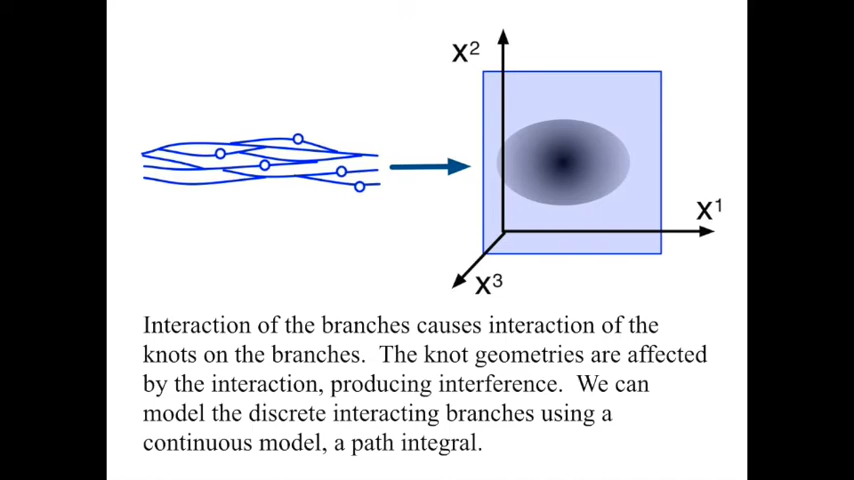 X²
X¹
X³
Interaction of the branches causes interaction of the
knots on the branches. The knot geometries are affected
by the interaction, producing interference. We can
model the discrete interacting branches using a
continuous model, a path integral.